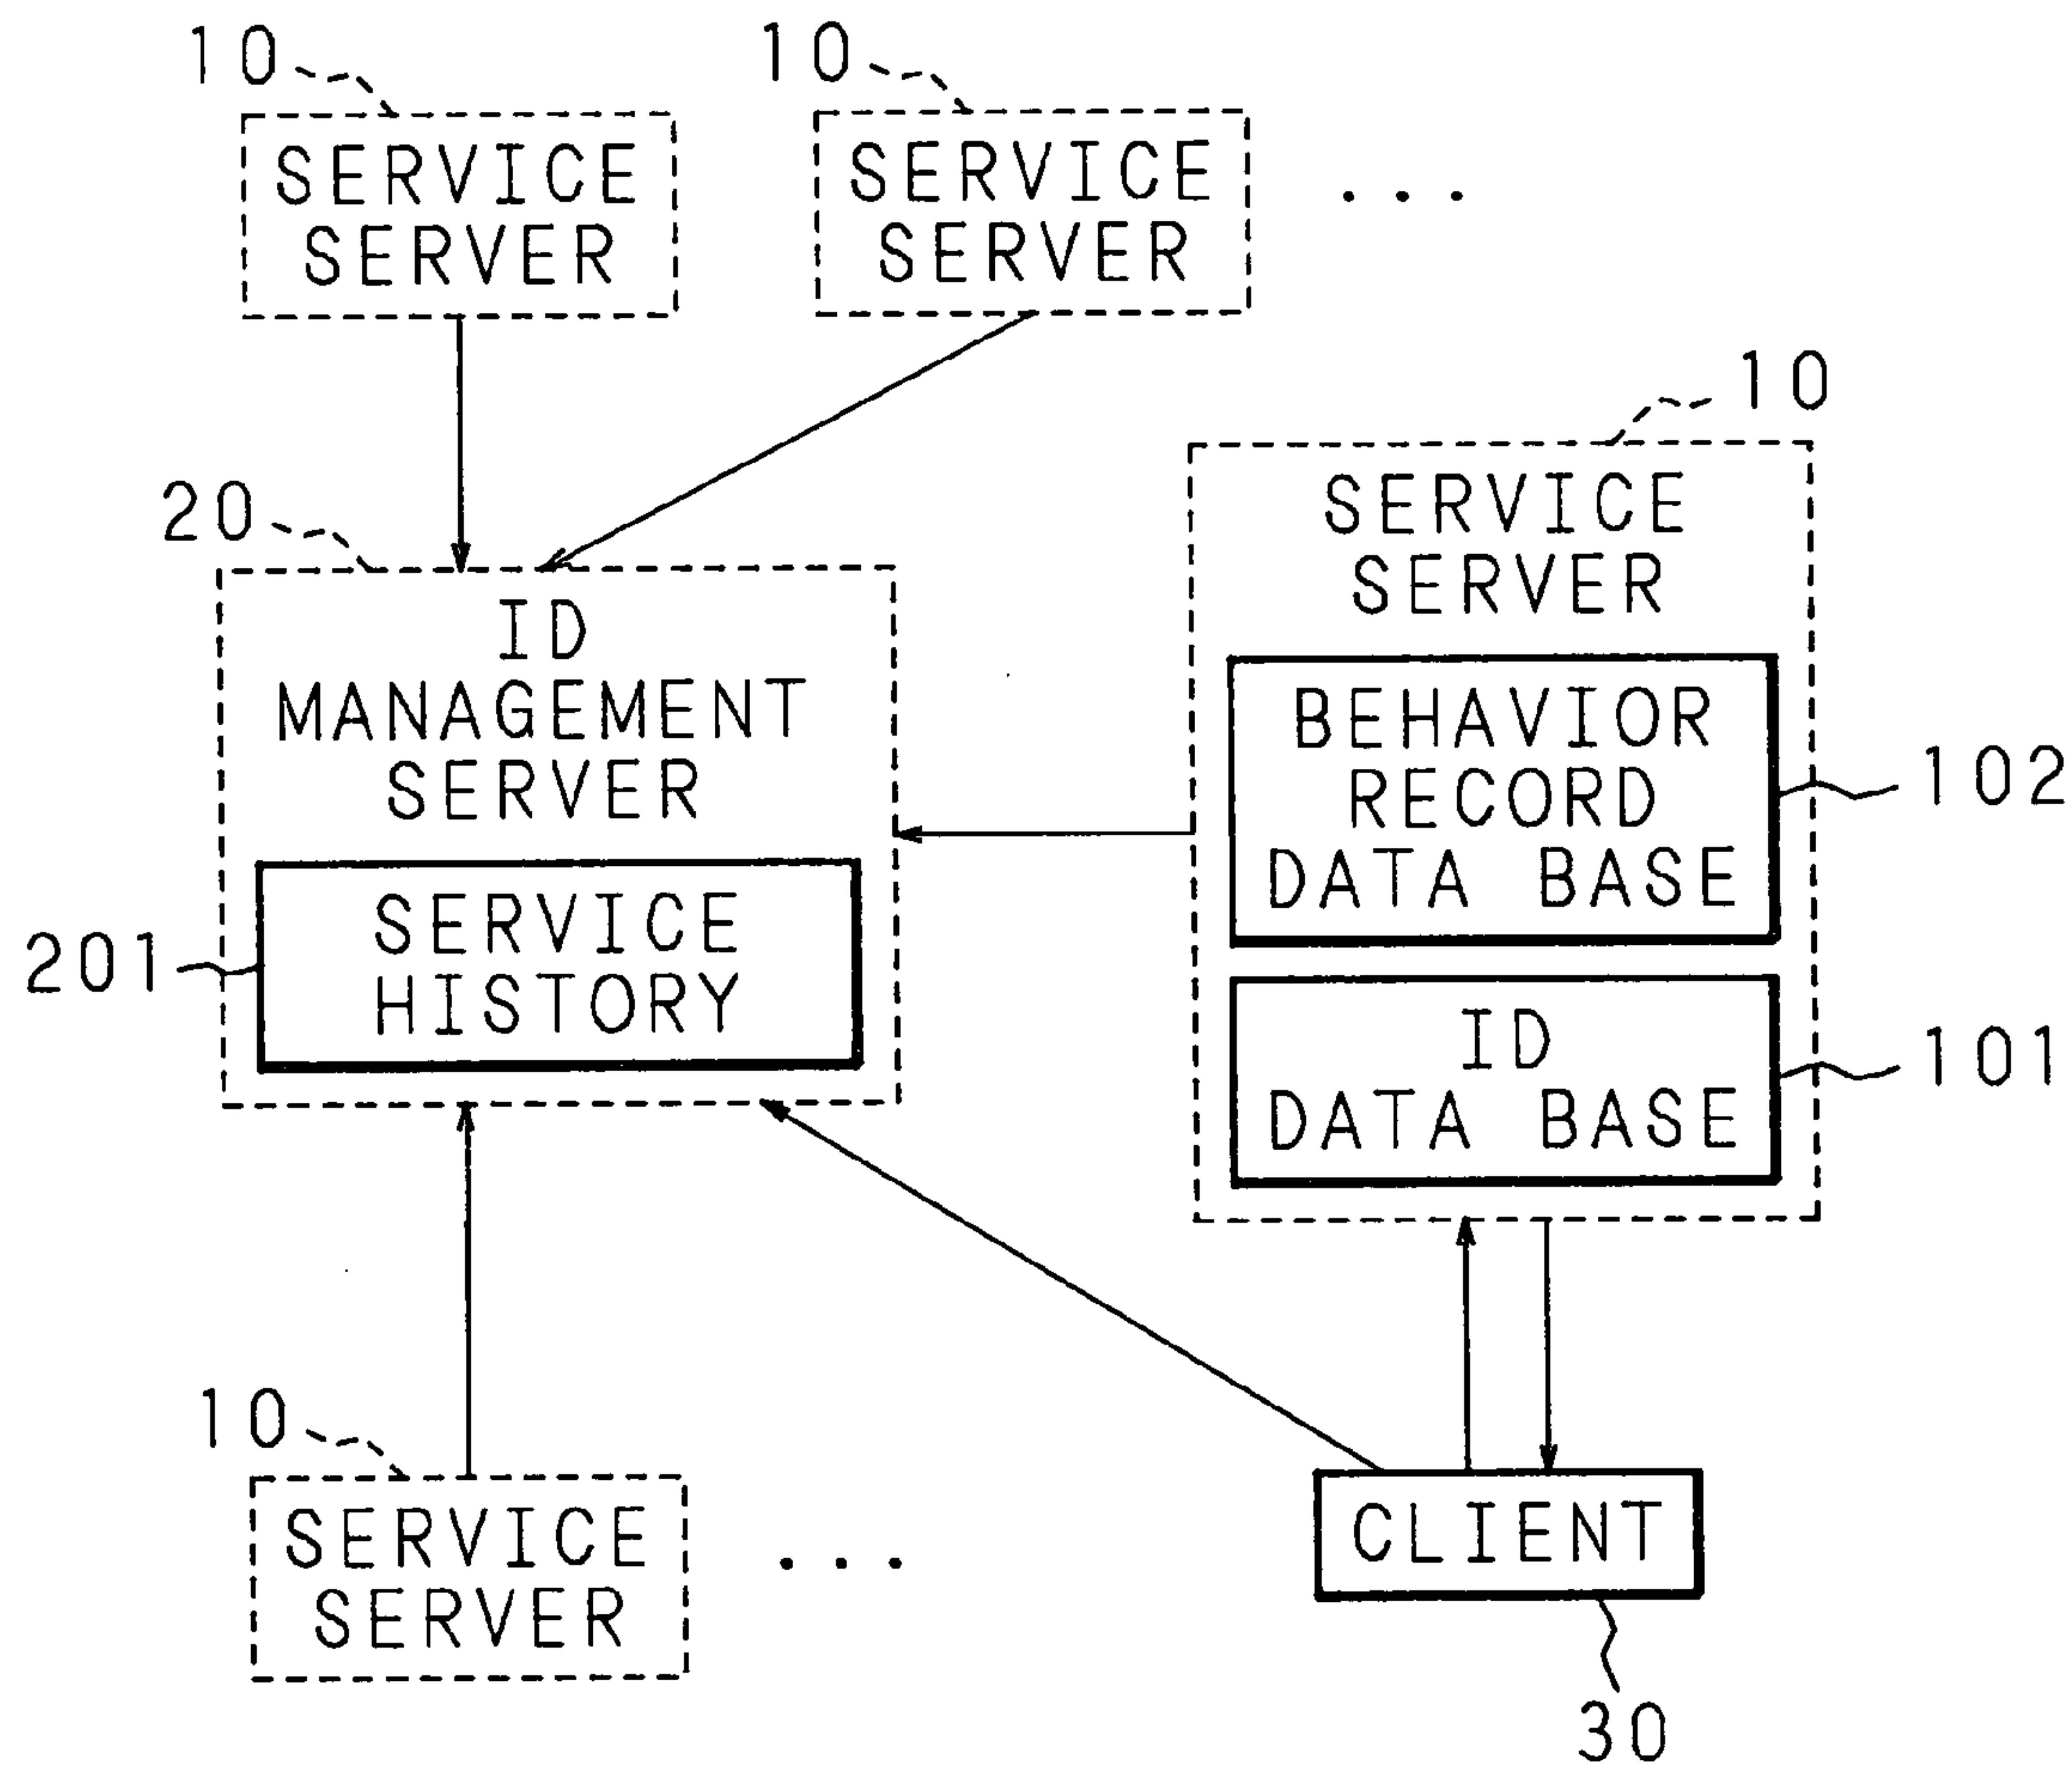 10
10
SERVICE
SERVER
SERVICE
SERVER
...
10
20
SERVICE
SERVER
ID
MANAGEMENT
SERVER
BEHAVIOR
RECORD
DATA BASE
102
SERVICE
HISTORY
201
ID
DATA BASE
101
10
SERVICE
SERVER
...
CLIENT
30